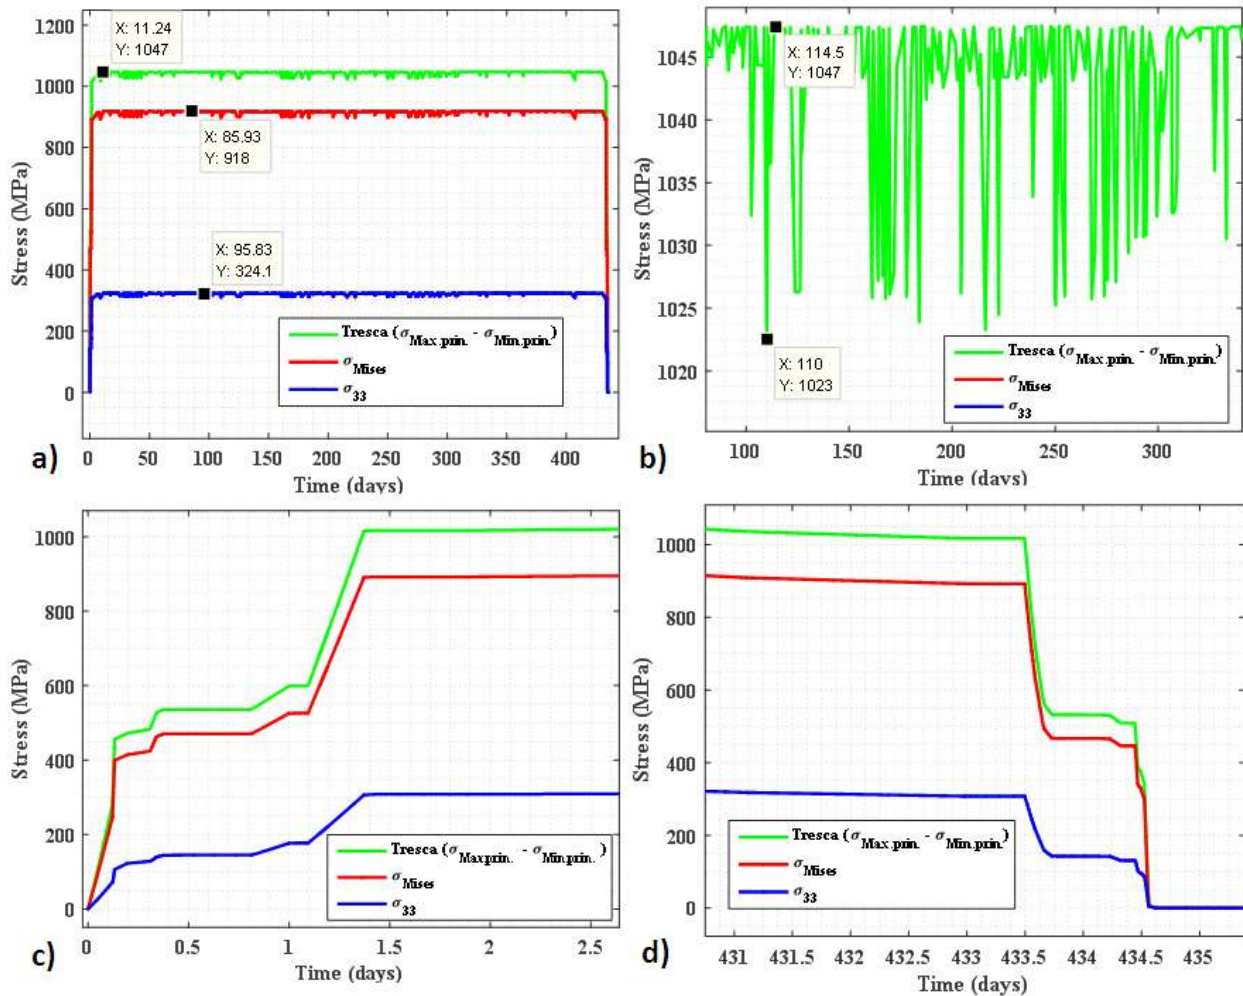 1200
1000
800
600
400
200
0
Stress (MPa)
X: 11.24
Y: 1047
X: 85.93
Y: 918
X: 95.83
Y: 324.1
Tresca (σMax.prin. - σMin.prin.)
σMises
σ33
0 50 100 150 200 250 300 350 400
Time (days)
a)
1045
1040
1035
1030
1025
1020
Stress (MPa)
X: 114.5
Y: 1047
X: 110
Y: 1023
Tresca (σMax.prin. - σMin.prin.)
σMises
σ33
100 150 200 250 300
Time (days)
b)
1000
800
600
400
200
0
Stress (MPa)
Tresca (σMaxprin. - σMin.prin.)
σMises
σ33
0 0.5 1 1.5 2 2.5
Time (days)
c)
1000
800
600
400
200
0
Stress (MPa)
Tresca (σMax.prin. - σMin.prin.)
σMises
σ33
431 431.5 432 432.5 433 433.5 434 434.5 435
Time (days)
d)